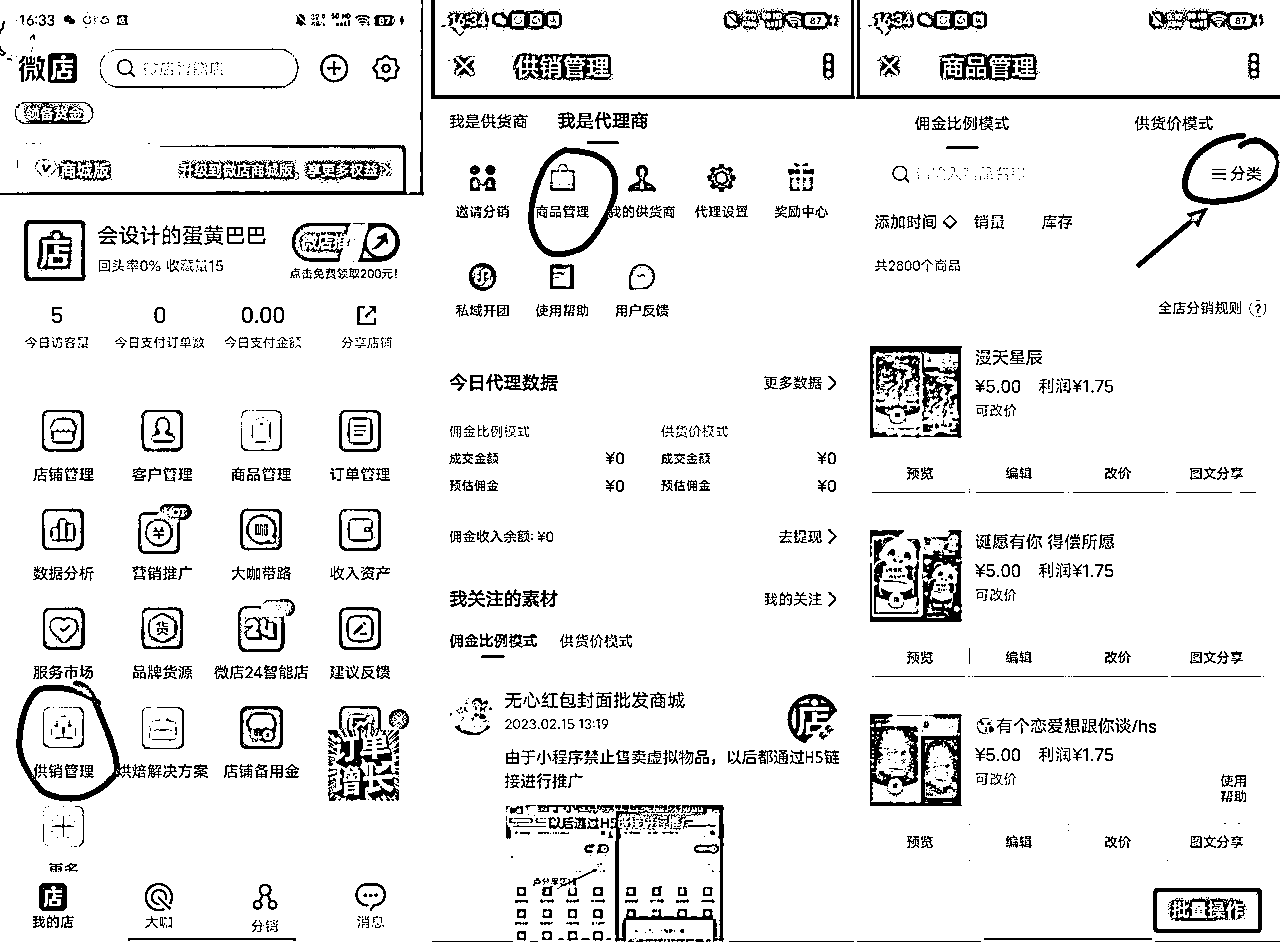 16:33
87
微店
领备货金
商城版
升级到微店商城版，享更多权益
会设计的蛋黄巴巴
回头率0% 收藏量15
点击免费领取200元!
5
0
0.00
今日访客量
今日支付订单数
今日支付金额
分享店铺
店铺管理
客户管理
商品管理
订单管理
数据分析
营销推广
大咖带路
收入资产
服务市场
品牌货源
微店24智能店
建议反馈
供销管理
烘焙解决方案
店铺备用金
订单增长
更多
我的店
大咖
分销
消息
16:34
87
供销管理
我是供货商
我是代理商
邀请分销
商品管理
我的供货商
代理设置
奖励中心
私域开团
使用帮助
用户反馈
今日代理数据
更多数据
佣金比例模式
供货价模式
成交金额
¥0
成交金额
¥0
预估佣金
¥0
预估佣金
¥0
佣金收入余额: ¥0
去提现
我关注的素材
我的关注
佣金比例模式
供货价模式
无心红包封面批发商城
2023.02.15 13:19
由于小程序禁止售卖虚拟物品，以后都通过H5链
接进行推广
16:34
87
商品管理
佣金比例模式
供货价模式
分类
添加时间
销量
库存
共2800个商品
全店分销规则
漫天星辰
¥5.00 利润¥1.75
可改价
预览
编辑
改价
图文分享
诞愿有你 得偿所愿
¥5.00 利润¥1.75
可改价
预览
编辑
改价
图文分享
有个恋爱想跟你谈/hs
¥5.00 利润¥1.75
可改价
使用
帮助
预览
编辑
改价
图文分享
批量操作